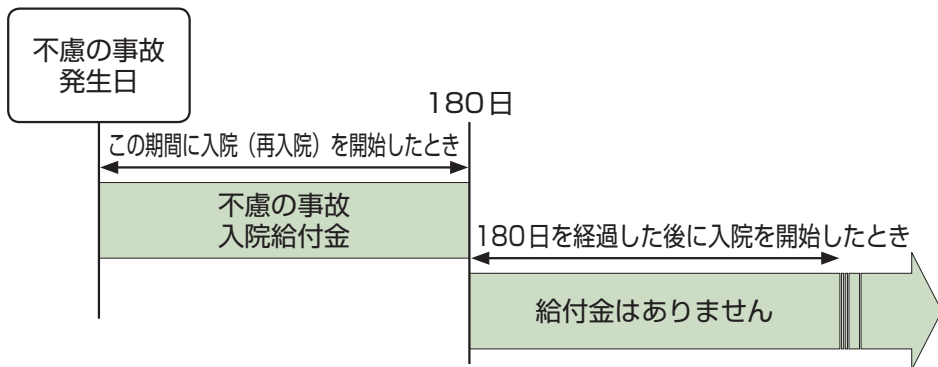 不慮の事故
発生日
180日
この期間に入院（再入院）を開始したとき
不慮の事故
入院給付金
180日を経過した後に入院を開始したとき
給付金はありません